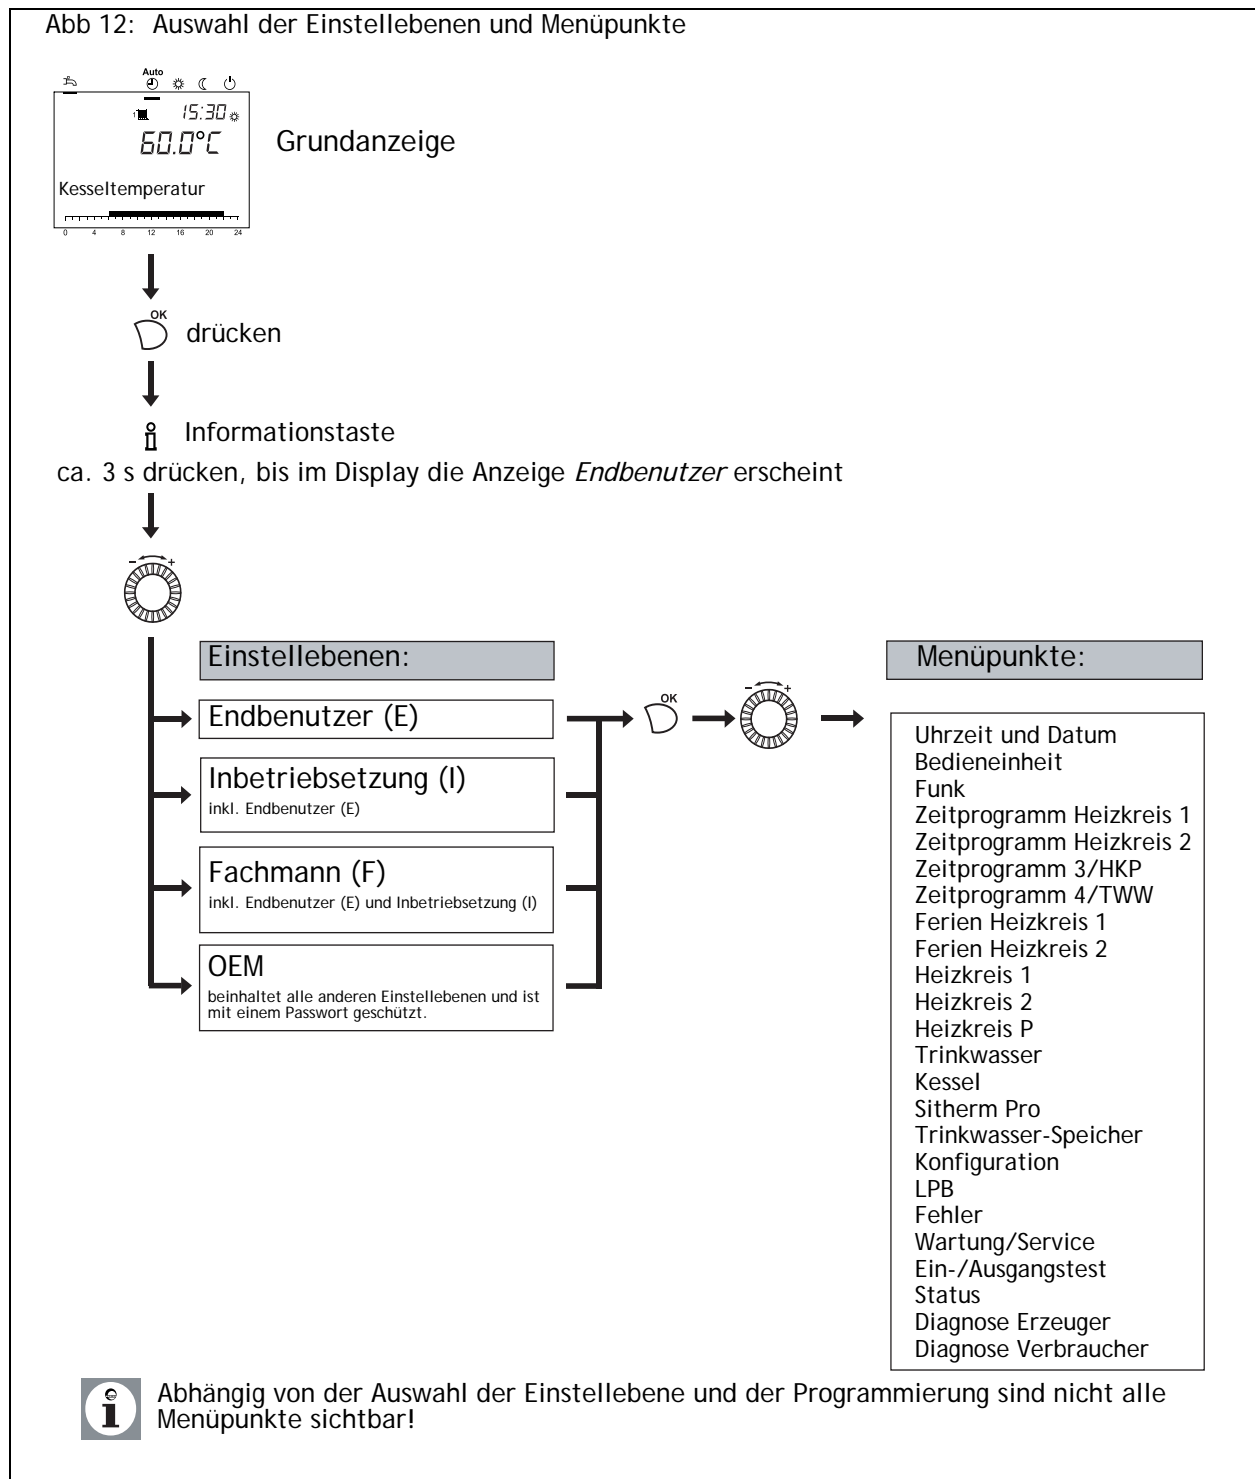 Abb 12: Auswahl der Einstellebenen und Menüpunkte
Auto
15:30
60.0°C
Kesseltemperatur
0 4 8 12 16 20 24
Grundanzeige
OK
drücken
Informationstaste
ca. 3 s drücken, bis im Display die Anzeige Endbenutzer erscheint
- +
Einstellebenen:
Endbenutzer (E)
Inbetriebsetzung (I)
inkl. Endbenutzer (E)
Fachmann (F)
inkl. Endbenutzer (E) und Inbetriebsetzung (I)
OEM
beinhaltet alle anderen Einstellebenen und ist
mit einem Passwort geschützt.
OK
- +
Menüpunkte:
Uhrzeit und Datum
Bedieneinheit
Funk
Zeitprogramm Heizkreis 1
Zeitprogramm Heizkreis 2
Zeitprogramm 3/HKP
Zeitprogramm 4/TWW
Ferien Heizkreis 1
Ferien Heizkreis 2
Heizkreis 1
Heizkreis 2
Heizkreis P
Trinkwasser
Kessel
Sitherm Pro
Trinkwasser-Speicher
Konfiguration
LPB
Fehler
Wartung/Service
Ein-/Ausgangstest
Status
Diagnose Erzeuger
Diagnose Verbraucher
Abhängig von der Auswahl der Einstellebene und der Programmierung sind nicht alle
Menüpunkte sichtbar!